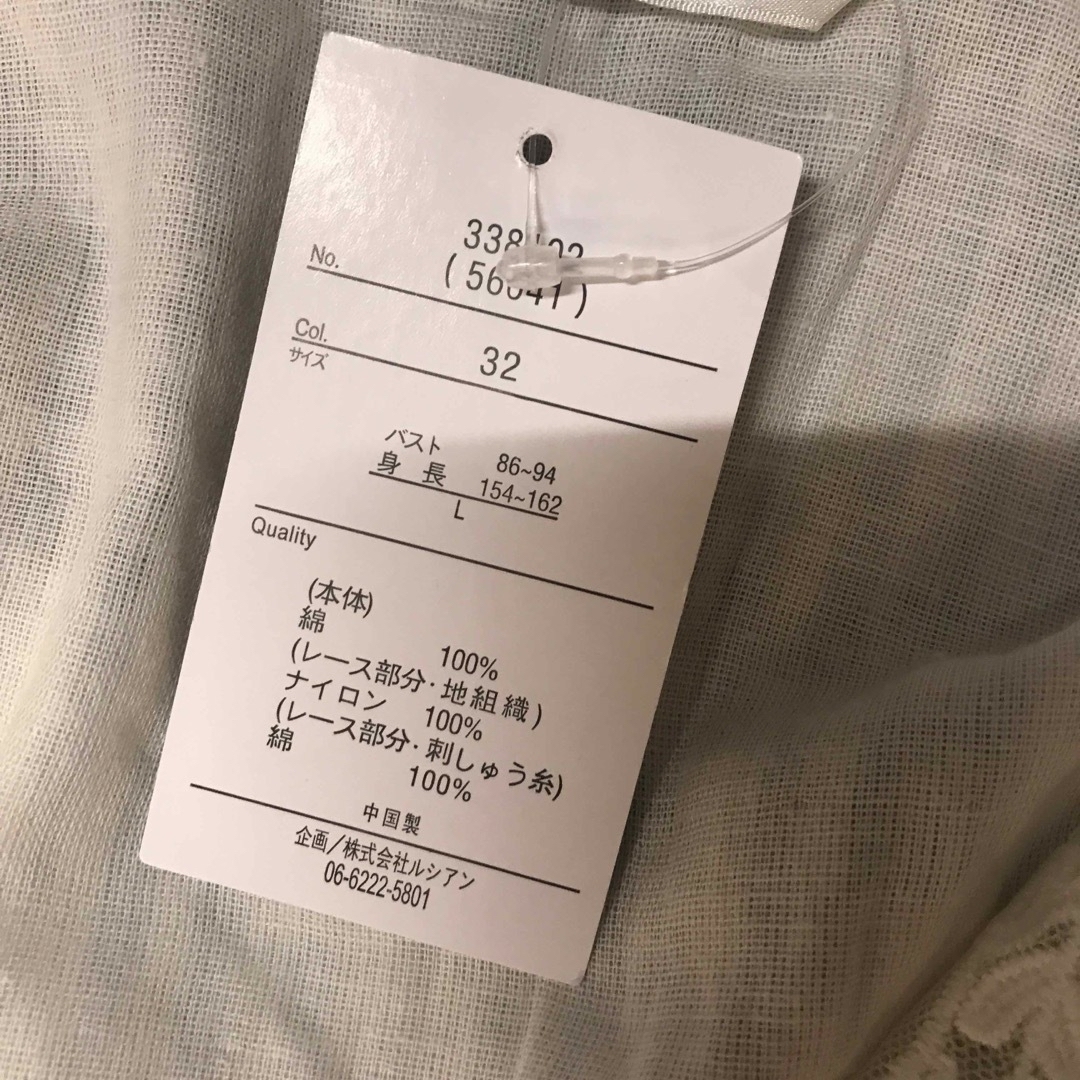 No.
Col. 32
サイズ
バスト 86~94
身長 154~162
L
Quality
(本体)
綿 100%
(レース部分·地組織)
ナイロン 100%
(レース部分·刺しゅう糸)
綿 100%
中国製
企画/株式会社ルシアン
06-6222-5801